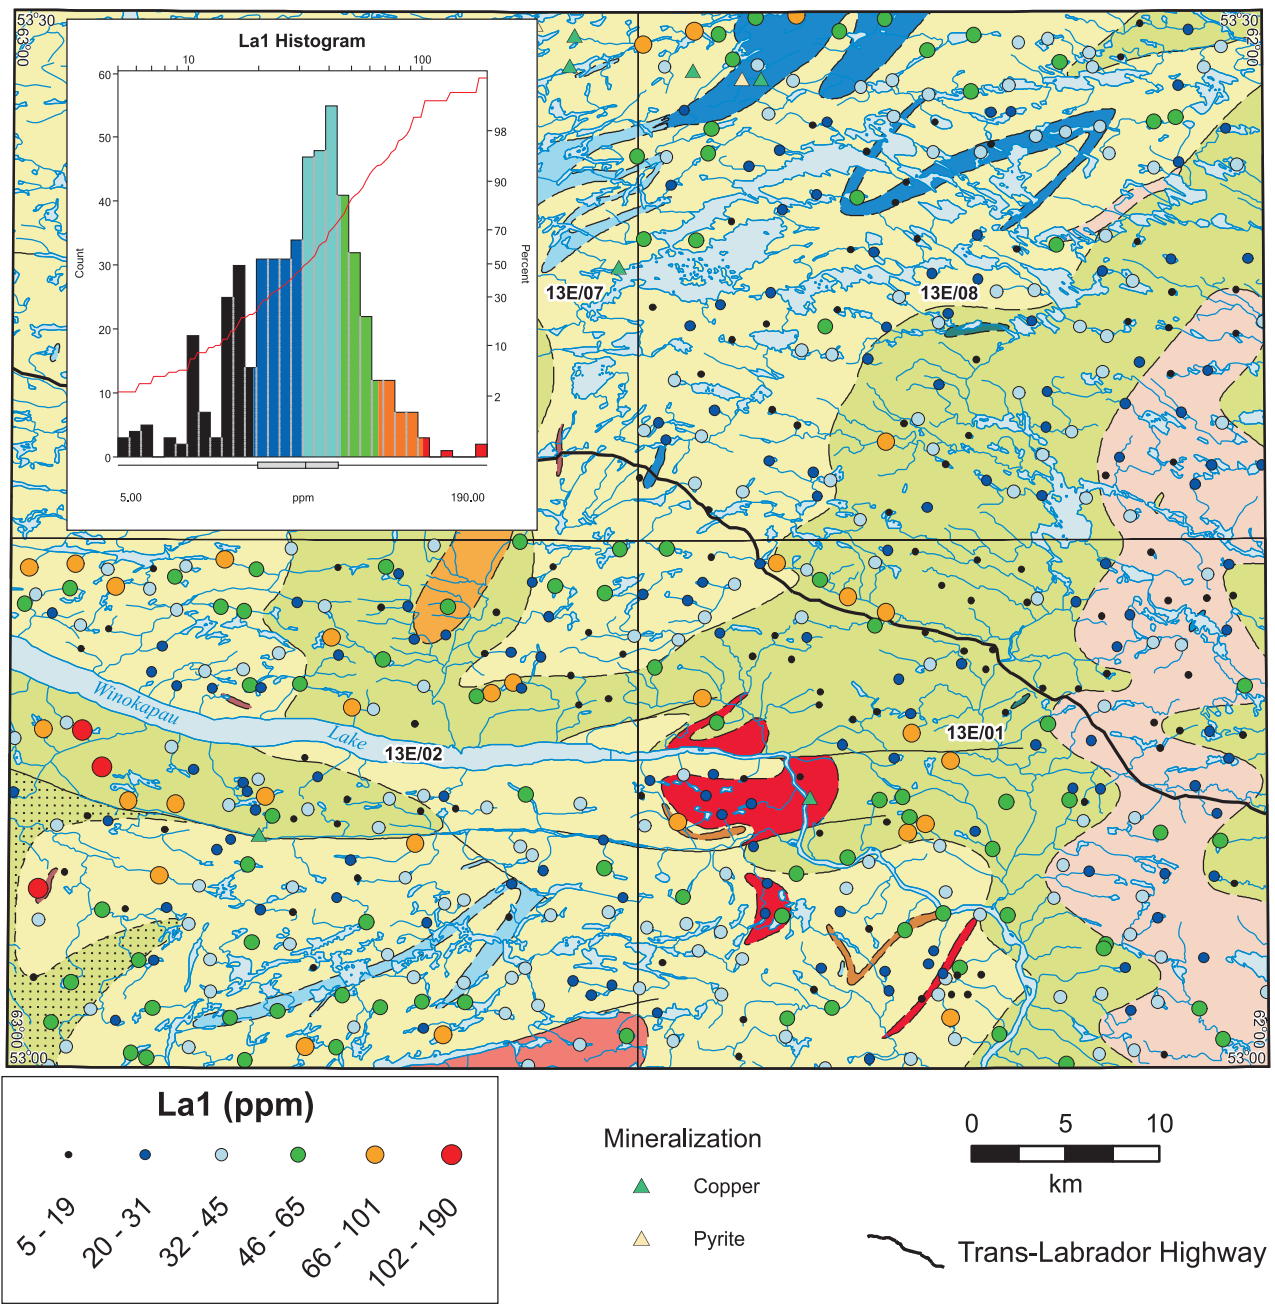 53°30
63°00
53°30
62°00
La1 Histogram
10 100
60
50
40
30
20
10
0
Count
98
90
70
50
30
10
2
Percent
5.00 ppm 190.00
13E/07
13E/08
Winokapau
Lake
13E/02
13E/01
63°00
53°00
62°00
53°00
La1 (ppm)
5 - 19
20 - 31
32 - 45
46 - 65
66 - 101
102 - 190
Mineralization
Copper
Pyrite
0 5 10
km
Trans-Labrador Highway